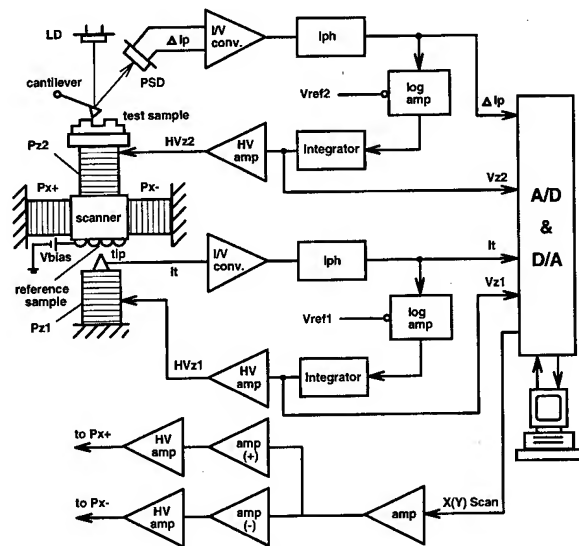 LD
I/V
conv.
Iph
ΔIp
PSD
cantilever
Vref2
log
amp
ΔIp
test sample
Pz2
HVz2
HV
amp
Integrator
Vz2
Px+
Px-
scanner
A/D
&
D/A
Vbias
tip
It
I/V
conv.
Iph
It
reference
sample
Vz1
Pz1
Vref1
log
amp
HVz1
HV
amp
Integrator
to Px+
HV
amp
amp
(+)
to Px-
HV
amp
amp
(-)
amp
X(Y) Scan